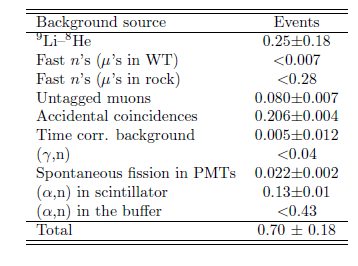 Background source Events
⁹Li–⁸He 0.25±0.18
Fast n's (μ's in WT) <0.007
Fast n's (μ's in rock) <0.28
Untagged muons 0.080±0.007
Accidental coincidences 0.206±0.004
Time corr. background 0.005±0.012
(γ,n) <0.04
Spontaneous fission in PMTs 0.022±0.002
(α,n) in scintillator 0.13±0.01
(α,n) in the buffer <0.43
Total 0.70 ± 0.18